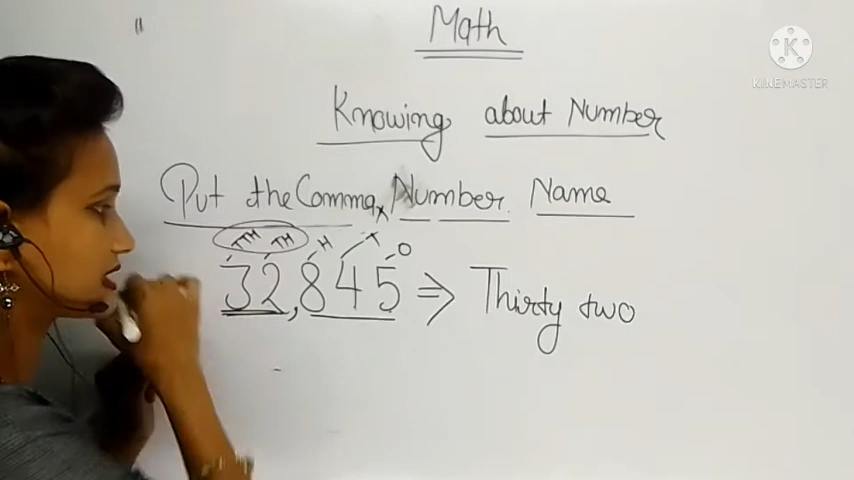 Math
Knowing about Number
Put the Comma, Number Name
TTH TH H T O
32,845 ⇒ Thirty two
K
KINEMASTER